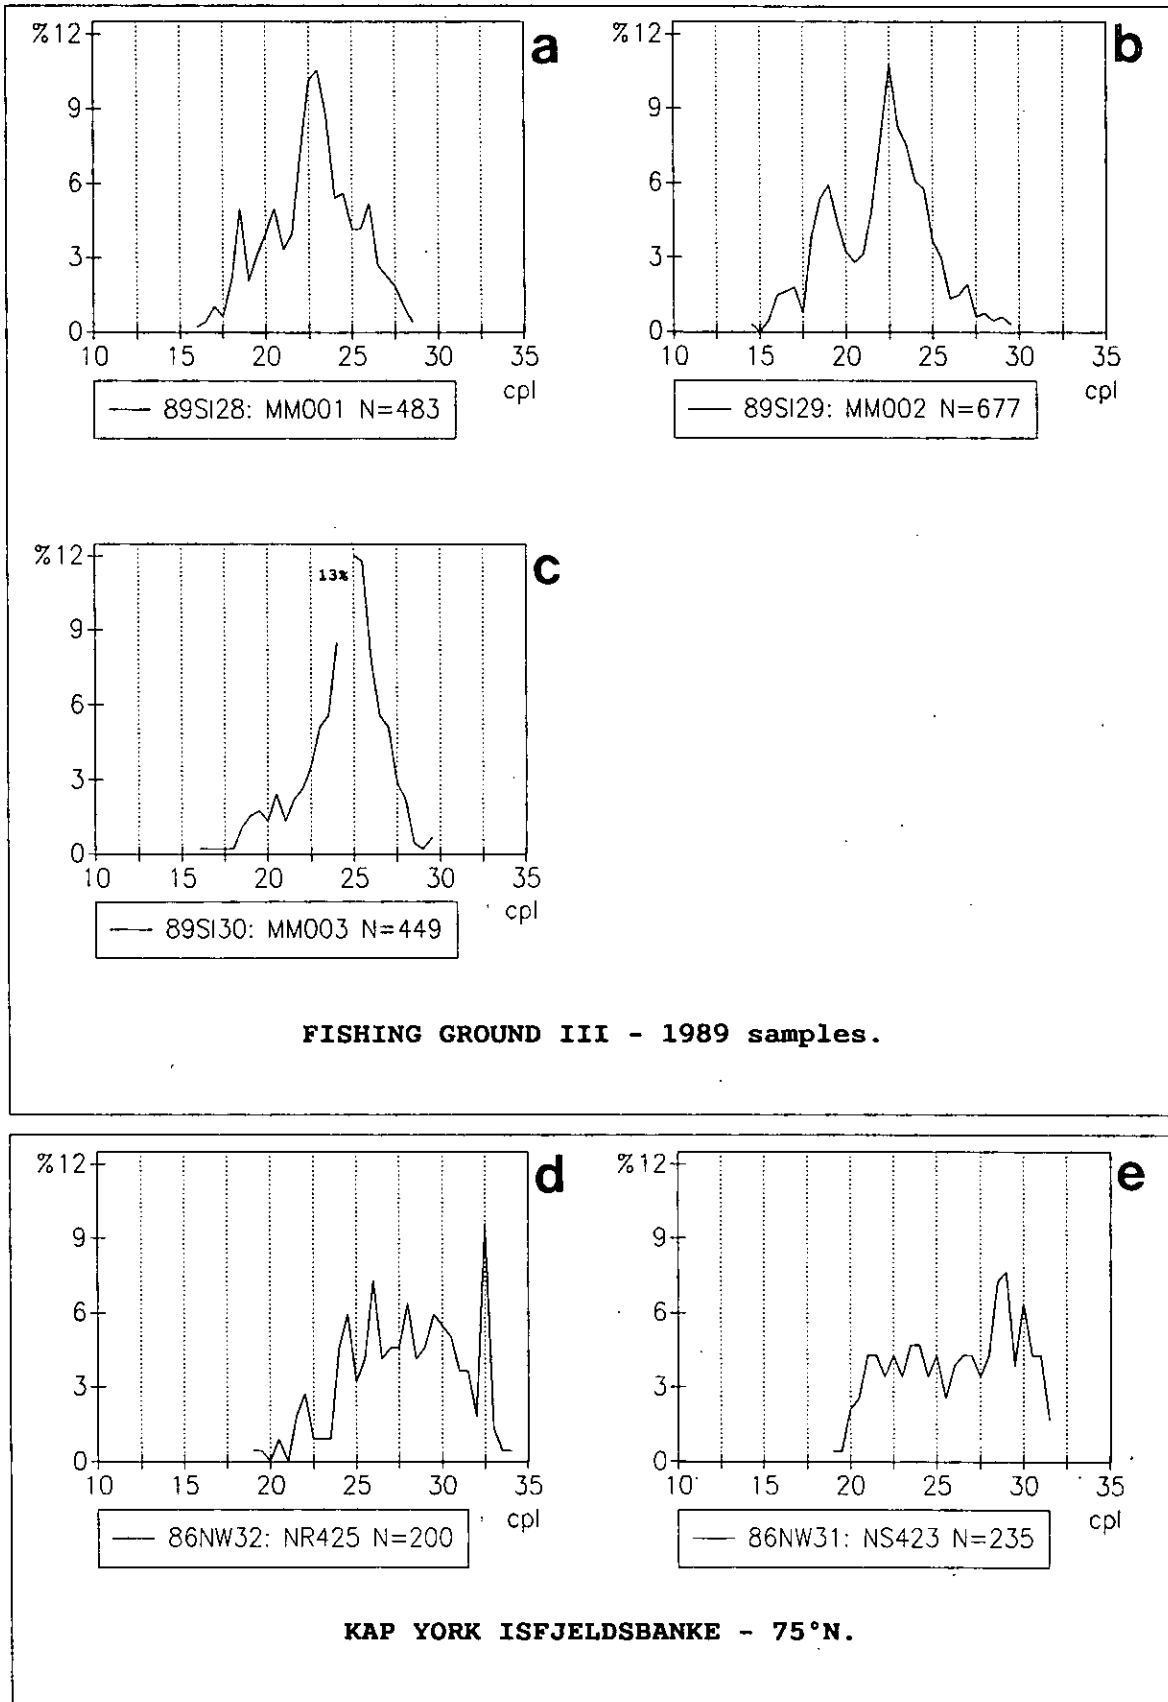 %12 a
9
6
3
0
10 15 20 25 30 35
cpl
89SI28: MM001 N=483
%12 b
9
6
3
0
10 15 20 25 30 35
cpl
89SI29: MM002 N=677
%12 c
13%
9
6
3
0
10 15 20 25 30 35
cpl
89SI30: MM003 N=449
FISHING GROUND III - 1989 samples.
%12 d
9
6
3
0
10 15 20 25 30 35
cpl
86NW32: NR425 N=200
%12 e
9
6
3
0
10 15 20 25 30 35
cpl
86NW31: NS423 N=235
KAP YORK ISFJELDSBANKE - 75°N.